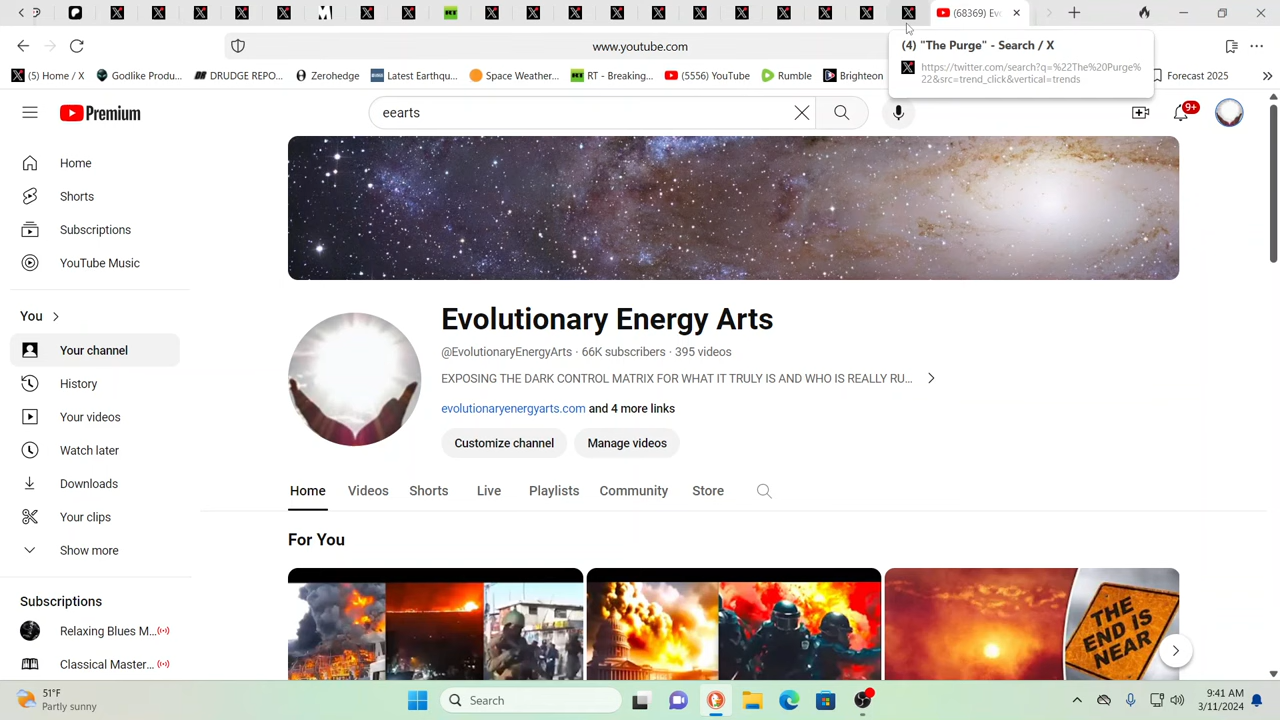 (68369) Evo
www.youtube.com
(4) "The Purge" - Search / X
https://twitter.com/search?q=%22The%20Purge%
22&src=trend_click&vertical=trends
(5) Home / X
Godlike Produ...
DRUDGE REPO...
Zerohedge
Latest Earthqu...
Space Weather...
RT - Breaking...
(5556) YouTube
Rumble
Brighteon
Forecast 2025
Premium
eearts
9+
Home
Shorts
Subscriptions
YouTube Music
You
Your channel
History
Your videos
Watch later
Downloads
Your clips
Show more
Subscriptions
Relaxing Blues M...
Classical Master...
Evolutionary Energy Arts
@EvolutionaryEnergyArts · 66K subscribers · 395 videos
EXPOSING THE DARK CONTROL MATRIX FOR WHAT IT TRULY IS AND WHO IS REALLY RU...
evolutionaryenergyarts.com and 4 more links
Customize channel
Manage videos
Home
Videos
Shorts
Live
Playlists
Community
Store
For You
THE
END IS
NEAR
51°F
Partly sunny
Search
9:41 AM
3/11/2024